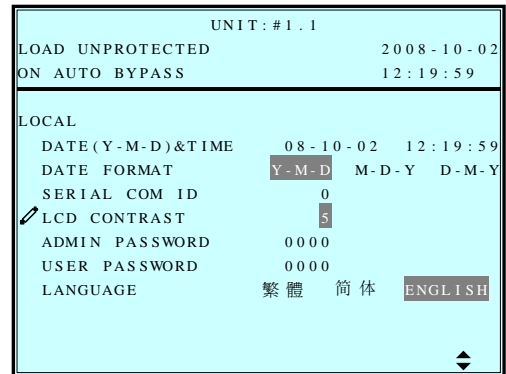 UNIT:#1.1
LOAD UNPROTECTED 2008-10-02
ON AUTO BYPASS 12:19:59
LOCAL
DATE(Y-M-D)&TIME 08-10-02 12:19:59
DATE FORMAT Y-M-D M-D-Y D-M-Y
SERIAL COM ID 0
LCD CONTRAST 5
ADMIN PASSWORD 0000
USER PASSWORD 0000
LANGUAGE 繁體 简体 ENGLISH